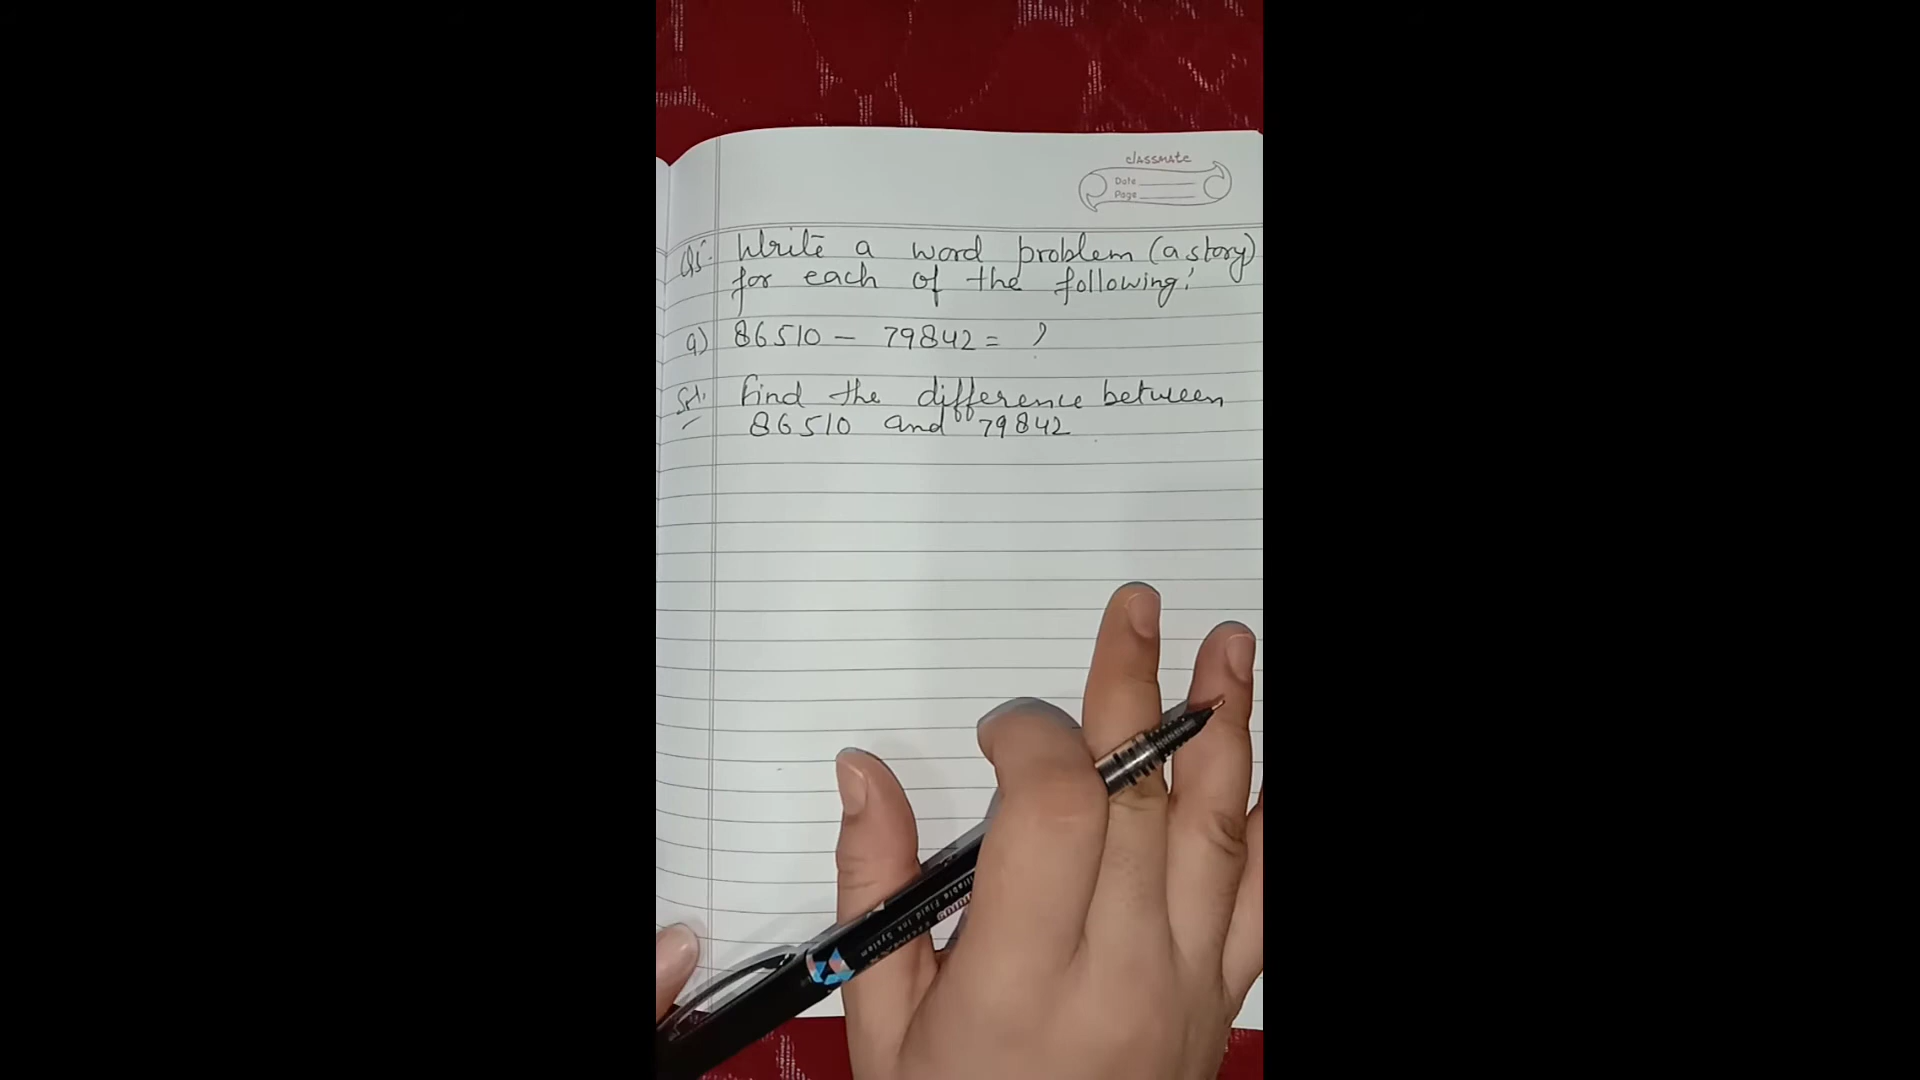 classmate
Date
Page
Q5. Write a word problem (a story)
for each of the following:
a) 86510 - 79842 = ?
Sol. Find the difference between
86510 and 79842